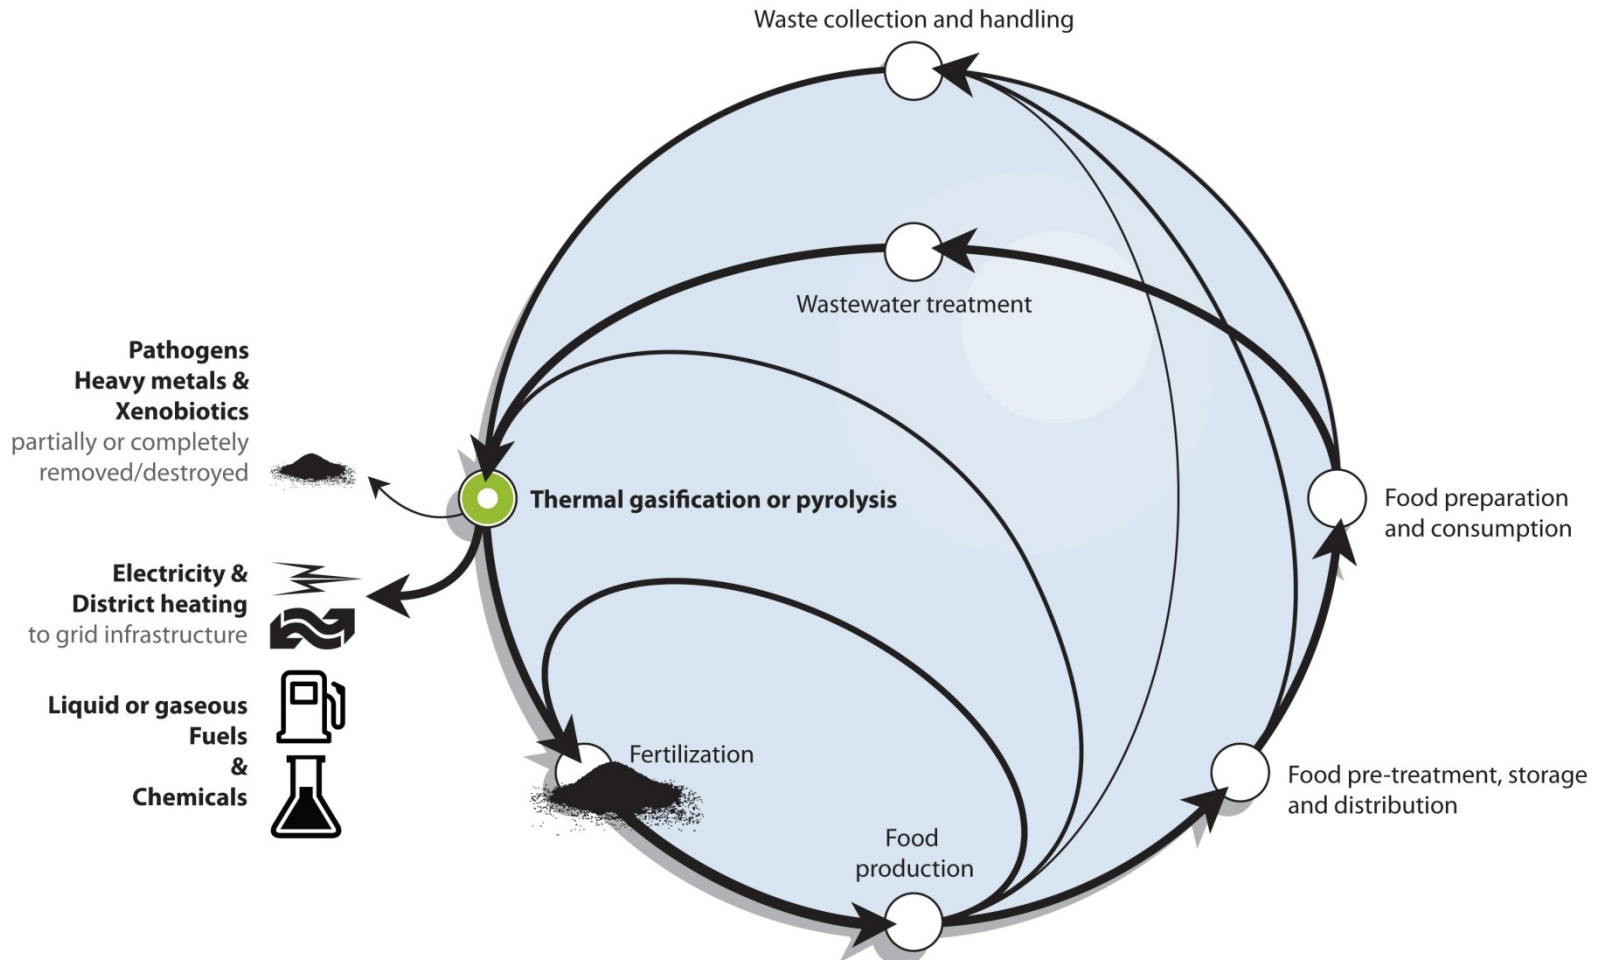 Waste collection and handling
Wastewater treatment
Pathogens
Heavy metals &
Xenobiotics
partially or completely
removed/destroyed
Thermal gasification or pyrolysis
Food preparation
and consumption
Electricity &
District heating
to grid infrastructure
Liquid or gaseous
Fuels
&
Chemicals
Fertilization
Food pre-treatment, storage
and distribution
Food
production